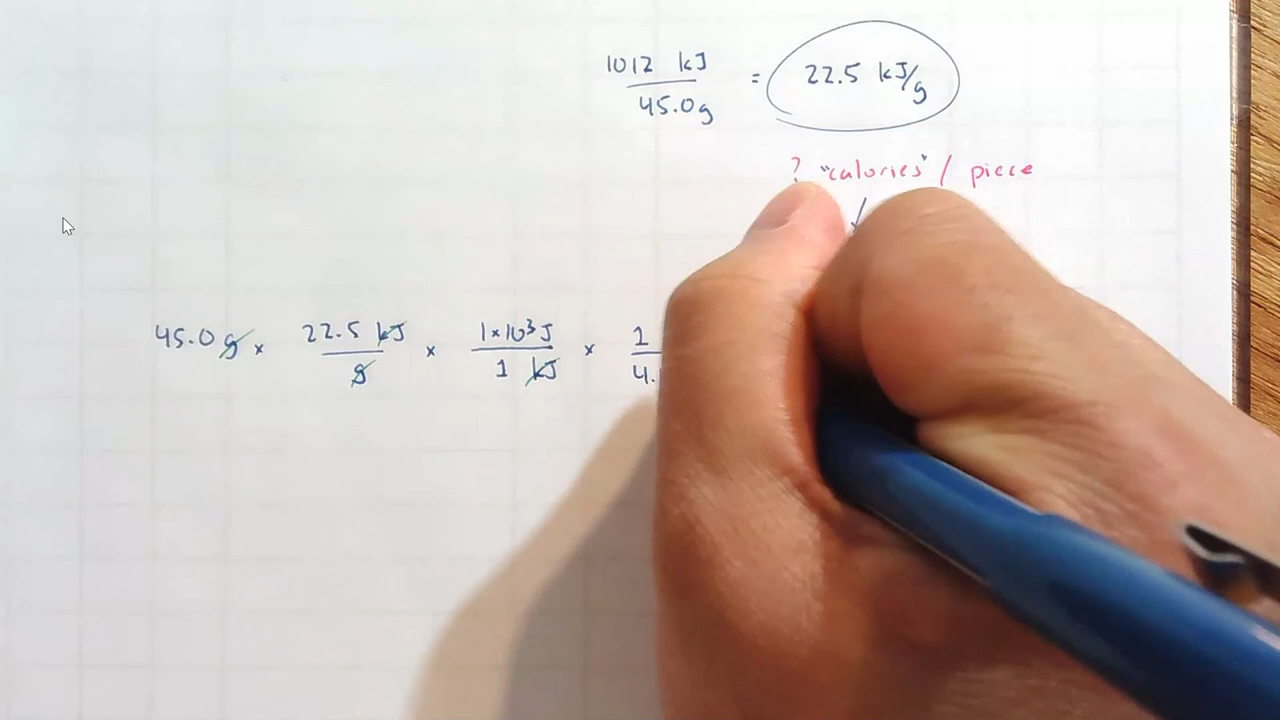 1012 kJ
= 22.5 kJ/g
45.0g
? "calories" / piece
45.0 g × 22.5 kJ × 1×10³ J × 1
g 1 kJ 4.